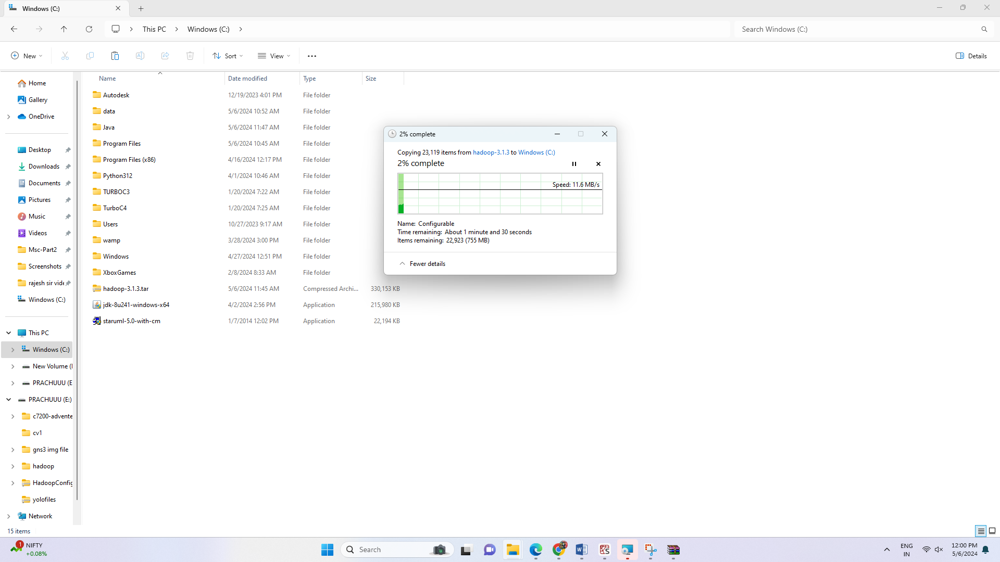 Windows (C:)
This PC
Windows (C:)
Search Windows (C:)
New
Sort
View
Details
Name
Date modified
Type
Size
Home
Gallery
OneDrive
Desktop
Downloads
Documents
Pictures
Music
Videos
Msc-Part2
Screenshots
rajesh sir vide
Windows (C:)
This PC
Windows (C:)
New Volume (
PRACHUUU (E
PRACHUUU (E:)
c7200-advente
cv1
gns3 img file
hadoop
HadoopConfig
yolofiles
Network
Autodesk 12/19/2023 4:01 PM File folder
data 5/6/2024 10:52 AM File folder
Java 5/6/2024 11:47 AM File folder
Program Files 5/6/2024 10:45 AM File folder
Program Files (x86) 4/16/2024 12:17 PM File folder
Python312 4/1/2024 10:46 AM File folder
TURBOC3 1/20/2024 7:22 AM File folder
TurboC4 1/20/2024 7:25 AM File folder
Users 10/27/2023 9:17 AM File folder
wamp 3/28/2024 3:00 PM File folder
Windows 4/27/2024 12:51 PM File folder
XboxGames 2/8/2024 8:33 AM File folder
hadoop-3.1.3.tar 5/6/2024 11:45 AM Compressed Archi... 330,153 KB
jdk-8u241-windows-x64 4/2/2024 2:56 PM Application 215,980 KB
staruml-5.0-with-cm 1/7/2014 12:02 PM Application 22,194 KB
2% complete
Copying 23,119 items from hadoop-3.1.3 to Windows (C:)
2% complete
Speed: 11.6 MB/s
Name: Configurable
Time remaining: About 1 minute and 30 seconds
Items remaining: 22,923 (755 MB)
Fewer details
15 items
1
NIFTY
+0.08%
Search
ENG
IN
12:00 PM
5/6/2024